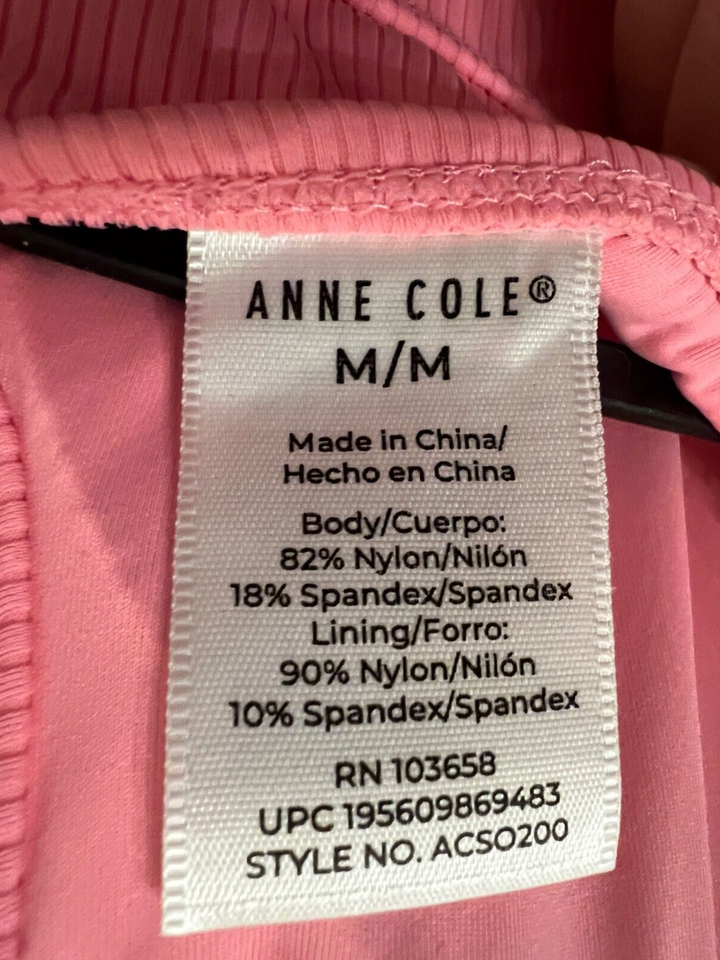 ANNE COLE®
M/M
Made in China/
Hecho en China
Body/Cuerpo:
82% Nylon/Nilón
18% Spandex/Spandex
Lining/Forro:
90% Nylon/Nilón
10% Spandex/Spandex
RN 103658
UPC 195609869483
STYLE NO. ACSO200